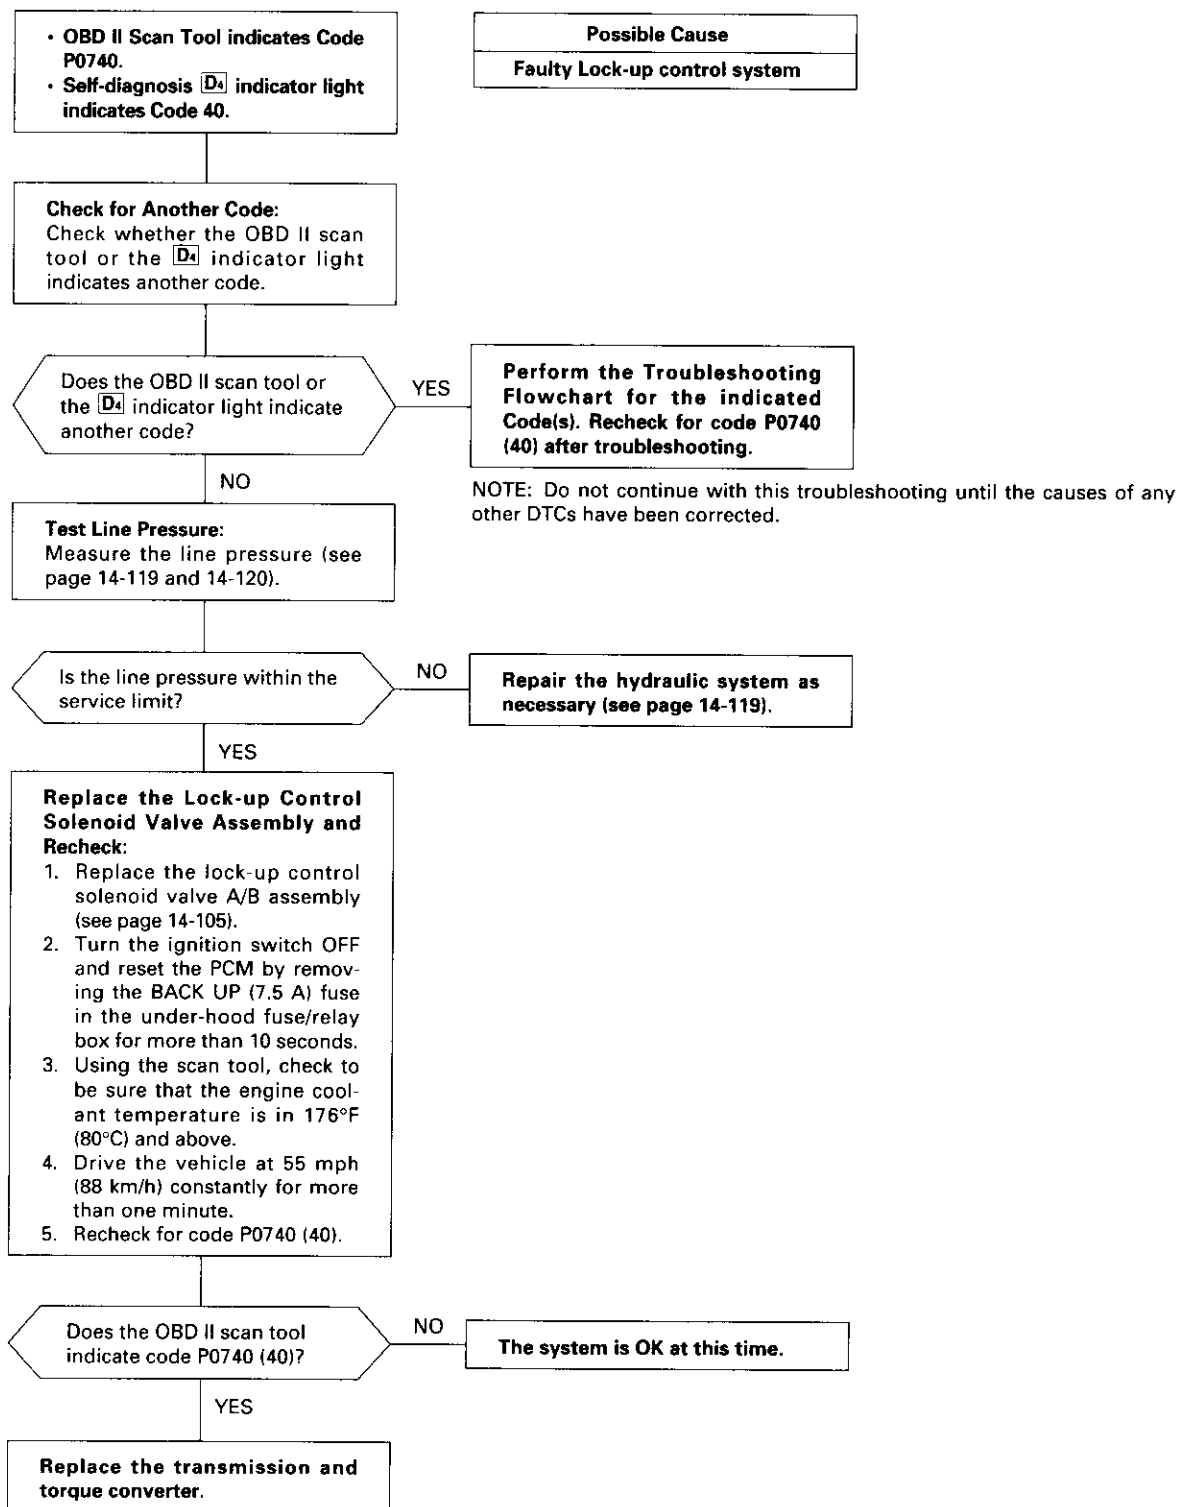 • OBD II Scan Tool indicates Code
P0740.
• Self-diagnosis D4 indicator light
indicates Code 40.
Possible Cause
Faulty Lock-up control system
Check for Another Code:
Check whether the OBD II scan
tool or the D4 indicator light
indicates another code.
Does the OBD II scan tool or
the D4 indicator light indicate
another code?
YES
Perform the Troubleshooting
Flowchart for the indicated
Code(s). Recheck for code P0740
(40) after troubleshooting.
NO
NOTE: Do not continue with this troubleshooting until the causes of any
other DTCs have been corrected.
Test Line Pressure:
Measure the line pressure (see
page 14-119 and 14-120).
Is the line pressure within the
service limit?
NO
Repair the hydraulic system as
necessary (see page 14-119).
YES
Replace the Lock-up Control
Solenoid Valve Assembly and
Recheck:
1. Replace the lock-up control
solenoid valve A/B assembly
(see page 14-105).
2. Turn the ignition switch OFF
and reset the PCM by remov-
ing the BACK UP (7.5 A) fuse
in the under-hood fuse/relay
box for more than 10 seconds.
3. Using the scan tool, check to
be sure that the engine cool-
ant temperature is in 176°F
(80°C) and above.
4. Drive the vehicle at 55 mph
(88 km/h) constantly for more
than one minute.
5. Recheck for code P0740 (40).
Does the OBD II scan tool
indicate code P0740 (40)?
NO
The system is OK at this time.
YES
Replace the transmission and
torque converter.